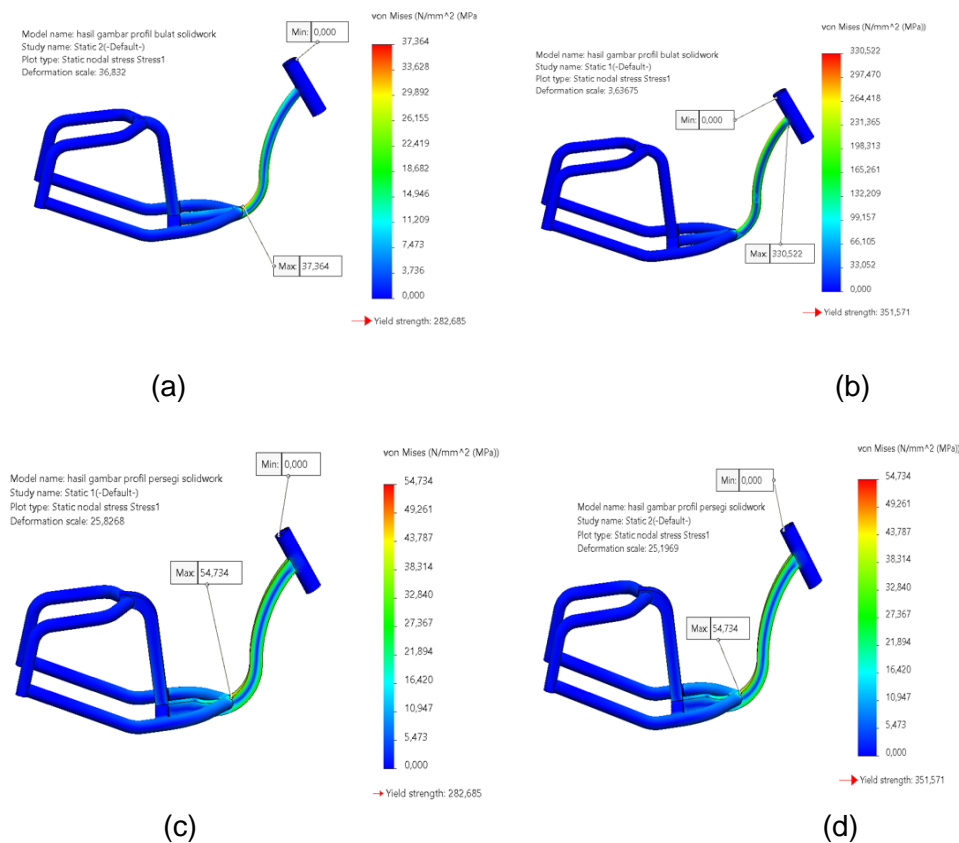 von Mises (N/mm^2 (MPa
Model name: hasil gambar profil bulat solidwork
Study name: Static 2(-Default-)
Plot type: Static nodal stress Stress1
Deformation scale: 36,832
Min: 0,000
37,364
33,628
29,892
26,155
22,419
18,682
14,946
11,209
7,473
3,736
0,000
Max: 37,364
Yield strength: 282,685
(a)
von Mises (N/mm^2 (MPa))
Model name: hasil gambar profil bulat solidwork
Study name: Static 1(-Default-)
Plot type: Static nodal stress Stress1
Deformation scale: 3,63675
Min: 0,000
330,522
297,470
264,418
231,365
198,313
165,261
132,209
99,157
66,105
33,052
0,000
Max: 330,522
Yield strength: 351,571
(b)
von Mises (N/mm^2 (MPa))
Model name: hasil gambar profil persegi solidwork
Study name: Static 1(-Default-)
Plot type: Static nodal stress Stress1
Deformation scale: 25,8268
Min: 0,000
54,734
49,261
43,787
38,314
32,840
27,367
21,894
16,420
10,947
5,473
0,000
Max: 54,734
Yield strength: 282,685
(c)
von Mises (N/mm^2 (MPa))
Model name: hasil gambar profil persegi solidwork
Study name: Static 2(-Default-)
Plot type: Static nodal stress Stress1
Deformation scale: 25,1969
Min: 0,000
54,734
49,261
43,787
38,314
32,840
27,367
21,894
16,420
10,947
5,473
0,000
Max: 54,734
Yield strength: 351,571
(d)